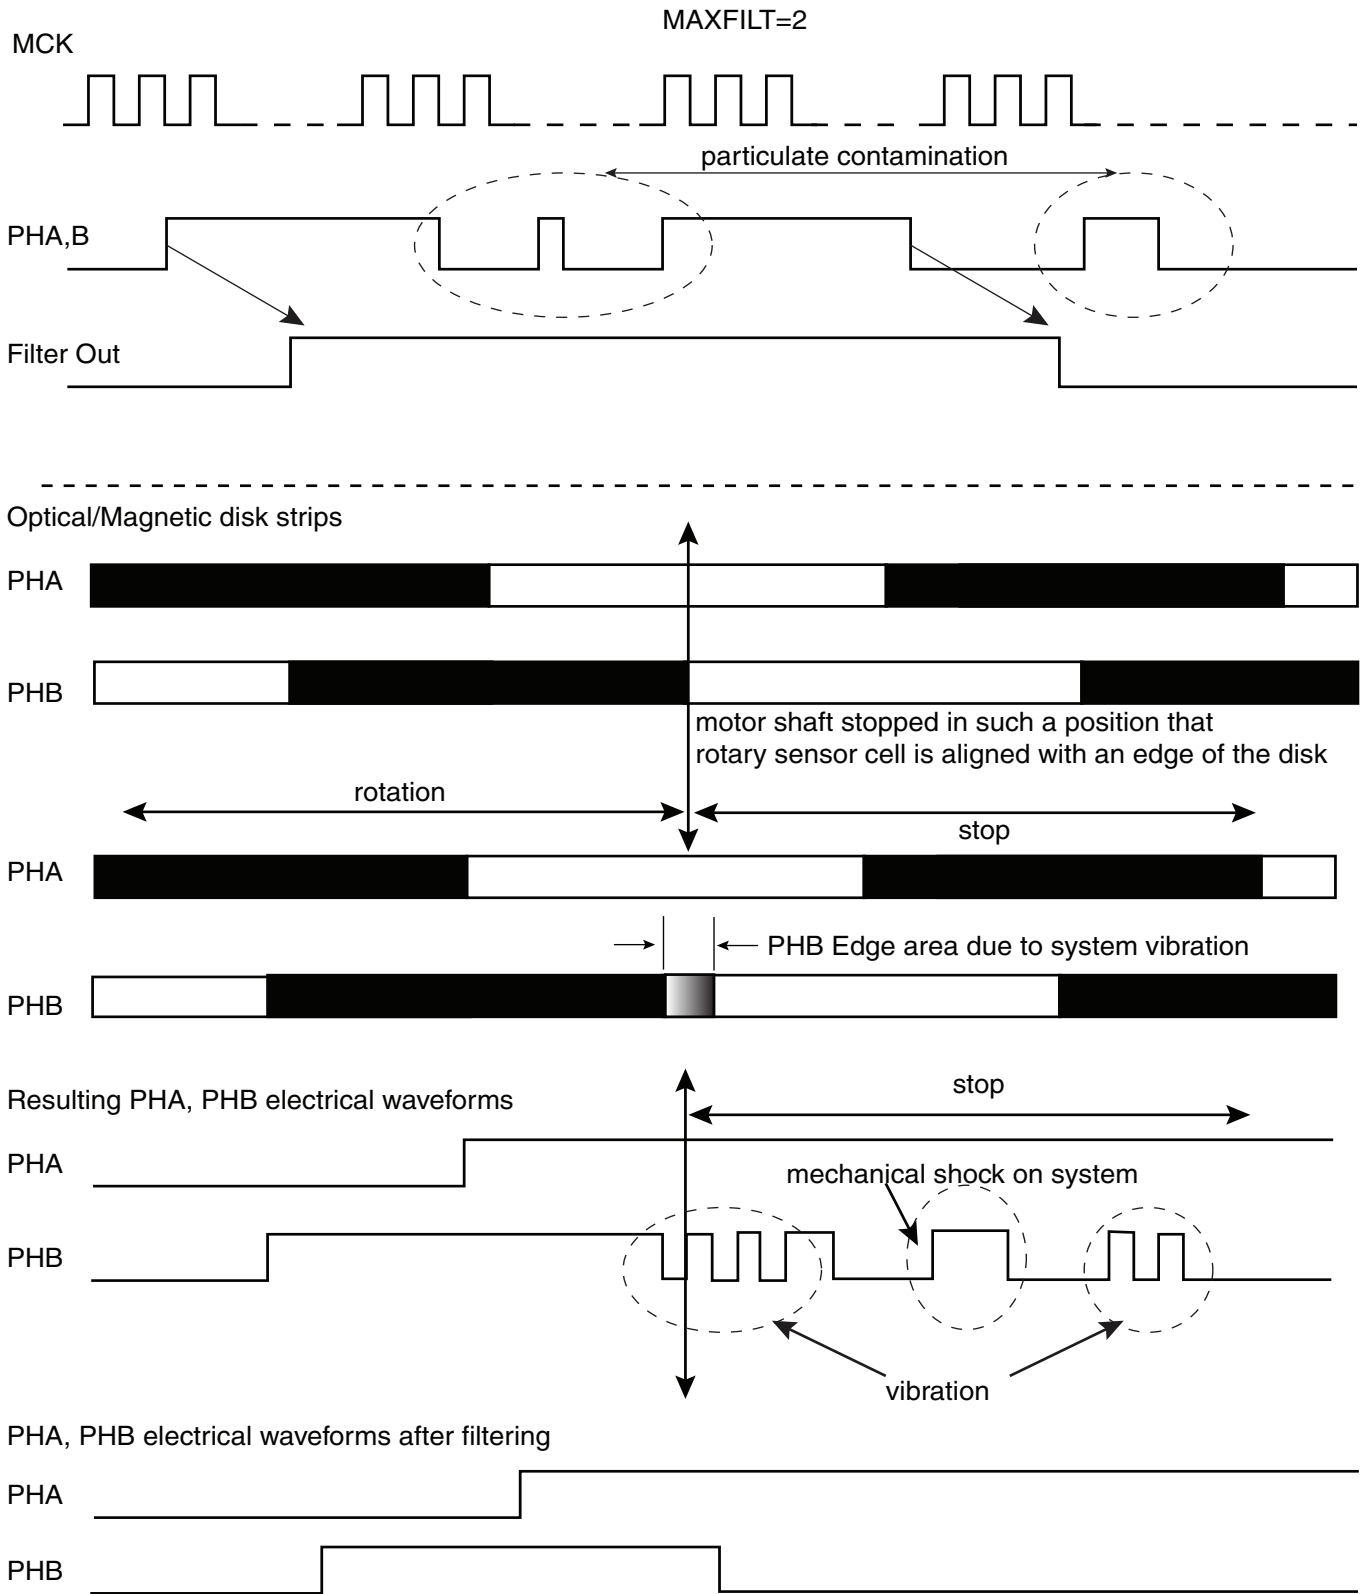 MAXFILT=2
MCK
particulate contamination
PHA,B
Filter Out
Optical/Magnetic disk strips
PHA
PHB
motor shaft stopped in such a position that
rotary sensor cell is aligned with an edge of the disk
rotation
stop
PHA
PHB Edge area due to system vibration
PHB
stop
Resulting PHA, PHB electrical waveforms
PHA
mechanical shock on system
PHB
vibration
PHA, PHB electrical waveforms after filtering
PHA
PHB